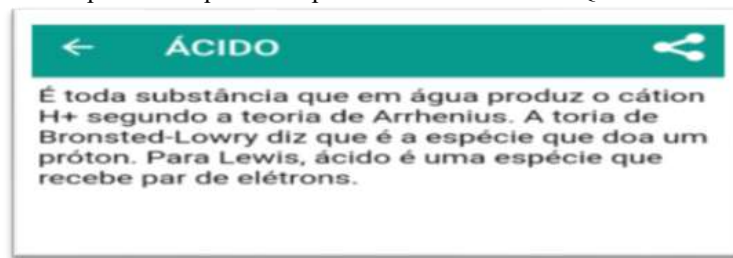 ÁCIDO
É toda substância que em água produz o cátion
H+ segundo a teoria de Arrhenius. A toria de
Bronsted-Lowry diz que é a espécie que doa um
próton. Para Lewis, ácido é uma espécie que
recebe par de elétrons.